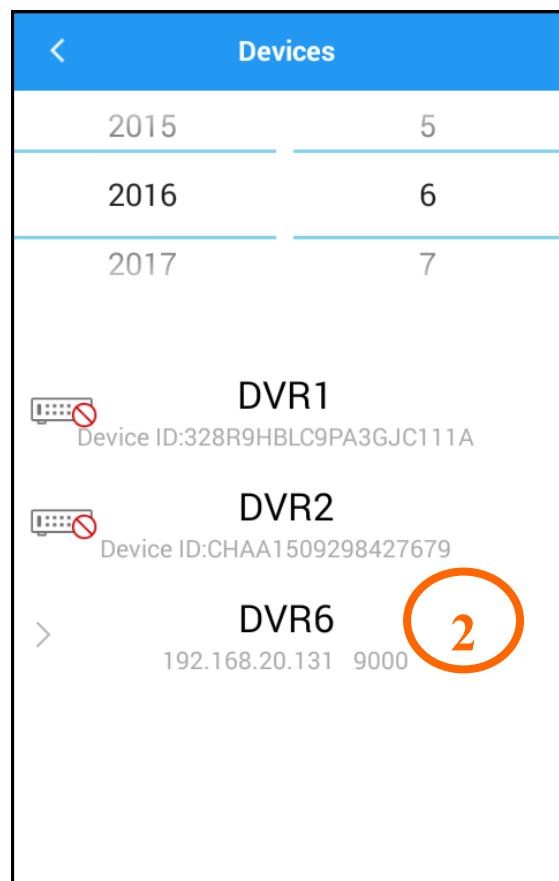 Devices
2015 5
2016 6
2017 7
DVR1
Device ID:328R9HBLC9PA3GJC111A
DVR2
Device ID:CHAA1509298427679
DVR6
2
192.168.20.131 9000